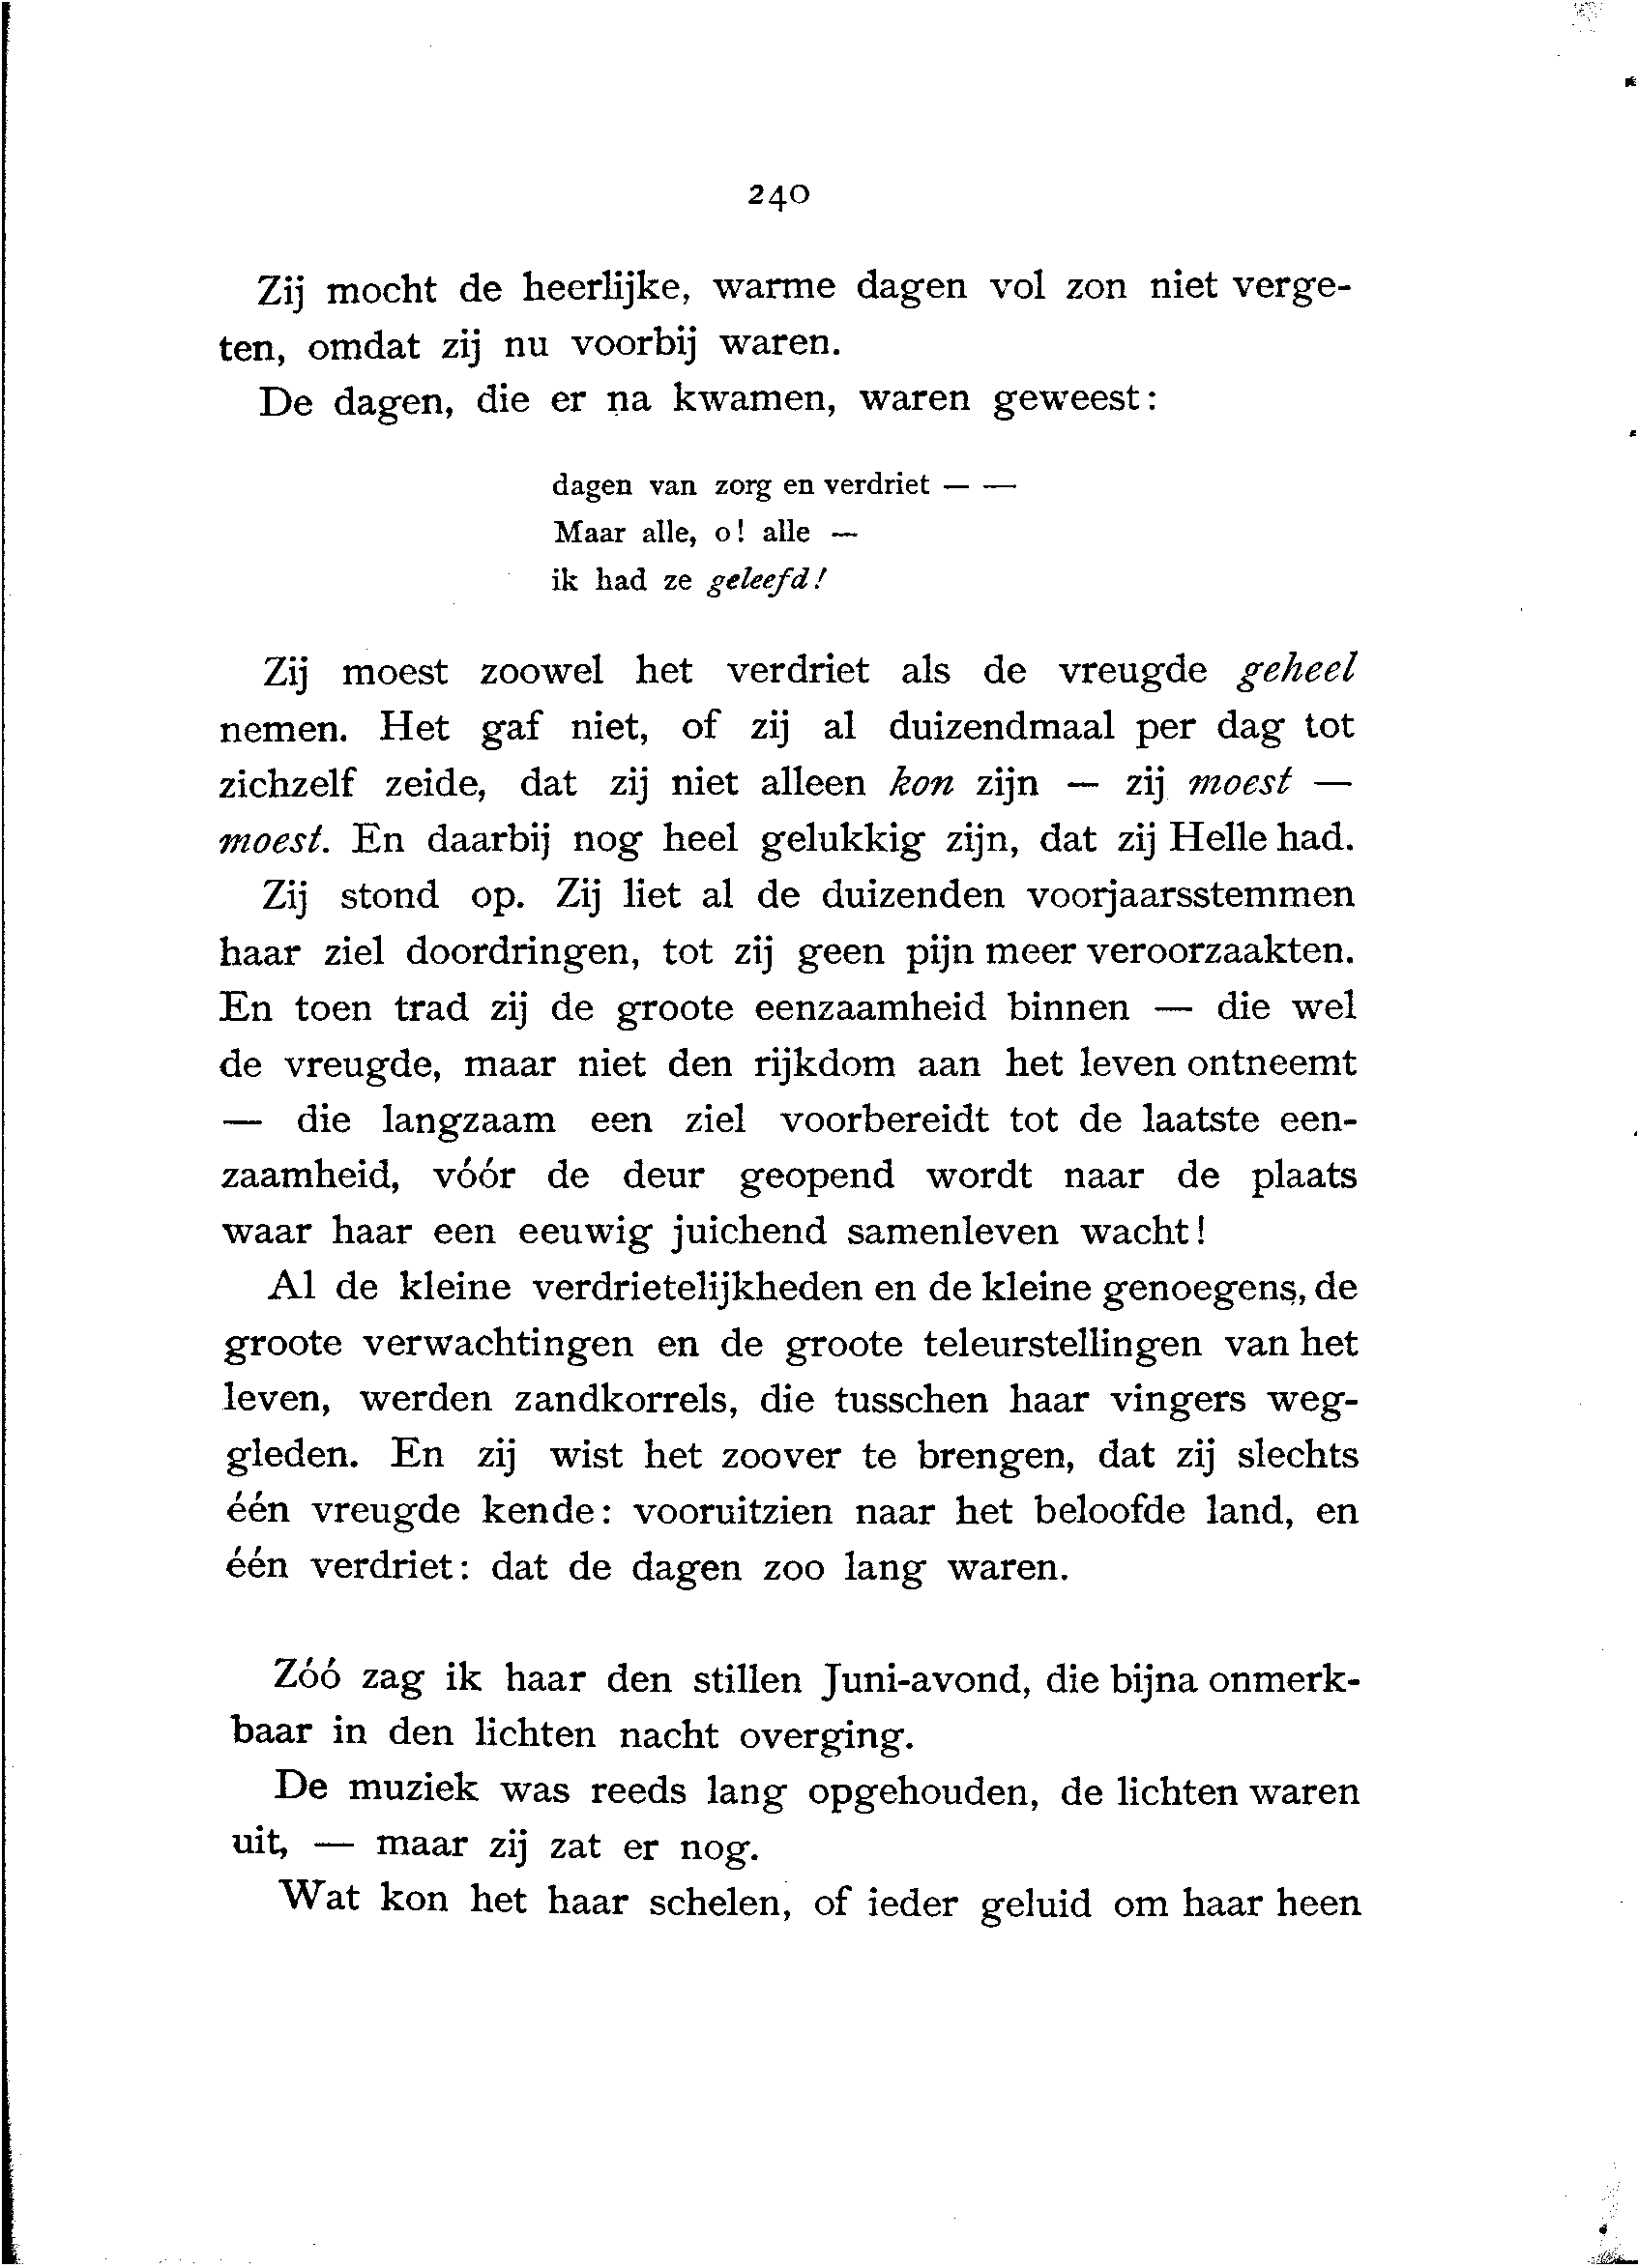 240
Zij mocht de heerlijke, warme dagen vol zon niet verge-
ten, omdat zij nu voorbij waren.
De dagen, die er na kwamen, waren geweest:
dagen van zorg en verdriet — —
Maar alle, o! alle —
ik had ze geleefd!
Zij moest zoowel het verdriet als de vreugde geheel
nemen. Het gaf niet, of zij al duizendmaal per dag tot
zichzelf zeide, dat zij niet alleen kon zijn — zij moest —
moest. En daarbij nog heel gelukkig zijn, dat zij Helle had.
Zij stond op. Zij liet al de duizenden voorjaarsstemmen
haar ziel doordringen, tot zij geen pijn meer veroorzaakten.
En toen trad zij de groote eenzaamheid binnen — die wel
de vreugde, maar niet den rijkdom aan het leven ontneemt
— die langzaam een ziel voorbereidt tot de laatste een-
zaamheid, vóór de deur geopend wordt naar de plaats
waar haar een eeuwig juichend samenleven wacht!
Al de kleine verdrietelijkheden en de kleine genoegens, de
groote verwachtingen en de groote teleurstellingen van het
leven, werden zandkorrels, die tusschen haar vingers weg-
gleden. En zij wist het zoover te brengen, dat zij slechts
één vreugde kende: vooruitzien naar het beloofde land, en
één verdriet: dat de dagen zoo lang waren.
Zóó zag ik haar den stillen Juni-avond, die bijna onmerk-
baar in den lichten nacht overging.
De muziek was reeds lang opgehouden, de lichten waren
uit, — maar zij zat er nog.
Wat kon het haar schelen, of ieder geluid om haar heen